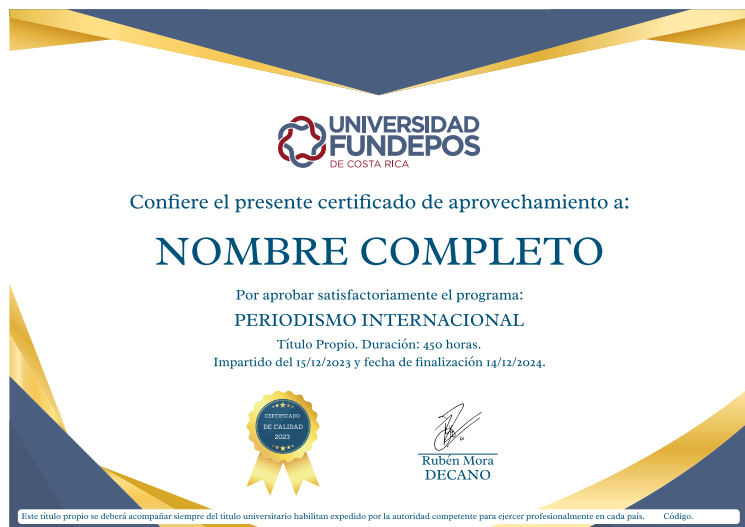 UNIVERSIDAD
FUNDEPOS
DE COSTA RICA
Confiere el presente certificado de aprovechamiento a:
NOMBRE COMPLETO
Por aprobar satisfactoriamente el programa:
PERIODISMO INTERNACIONAL
Título Propio. Duración: 450 horas.
Impartido del 15/12/2023 y fecha de finalización 14/12/2024.
CERTIFICADO
DE CALIDAD
2023
Rubén Mora
DECANO
Este título propio se deberá acompañar siempre del título universitario habilitan expedido por la autoridad competente para ejercer profesionalmente en cada país. Código.